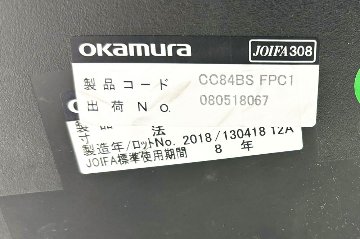 okamura JOIFA308
製品コード CC84BS FPC1
出荷No. 080518067
法
製造年/ロットNo. 2018/130418 12A
JOIFA標準使用期間 8 年